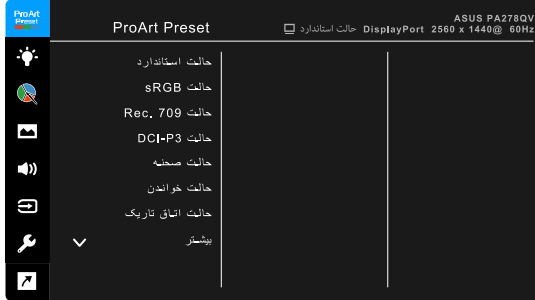 ProArt
Preset
ProArt Preset
ASUS PA278QV
حالت استاندارد DisplayPort 2560 x 1440@ 60Hz
حالت استاندارد
حالت sRGB
حالت Rec. 709
حالت DCI-P3
حالت صحنه
حالت خواندن
حالت اتاق تاریک
بیشتر